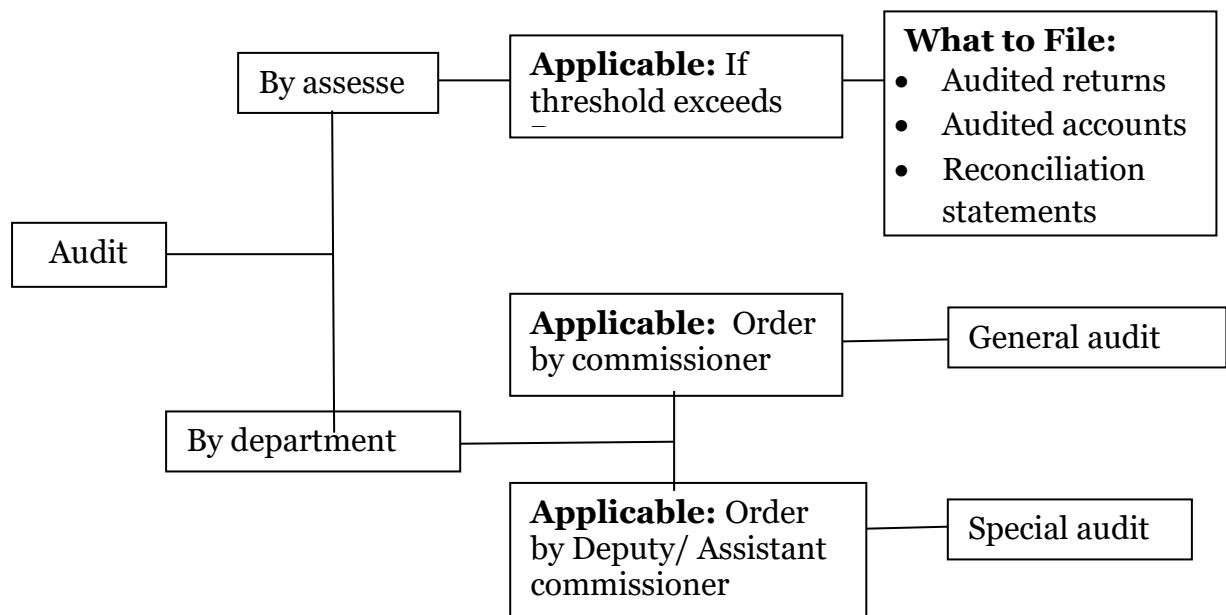 Audit
By assesse
Applicable: If
threshold exceeds
What to File:
• Audited returns
• Audited accounts
• Reconciliation
statements
By department
Applicable: Order
by commissioner
General audit
Applicable: Order
by Deputy/ Assistant
commissioner
Special audit